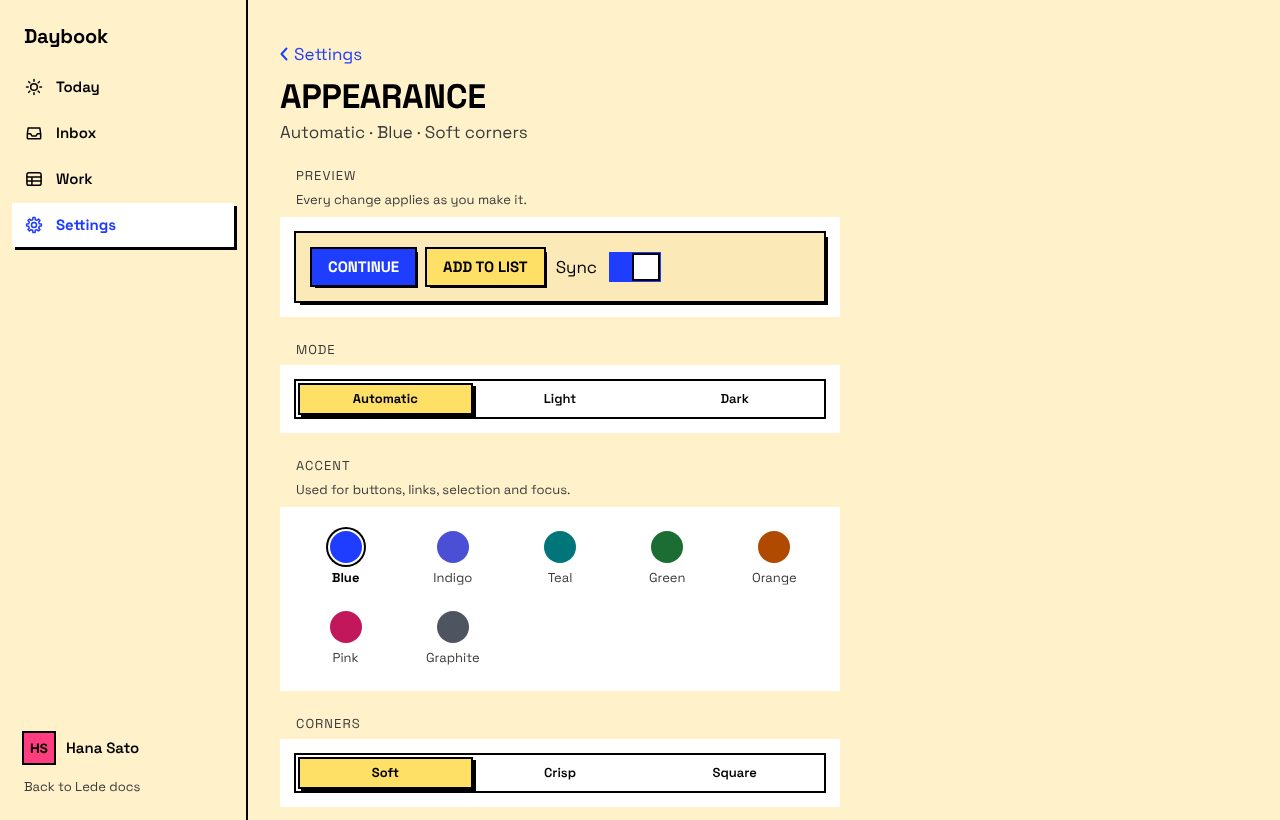 Daybook
Today
Inbox
Work
Settings
HS
Hana Sato
Back to Lede docs
Settings
APPEARANCE
Automatic · Blue · Soft corners
PREVIEW
Every change applies as you make it.
CONTINUE
ADD TO LIST
Sync
MODE
Automatic
Light
Dark
ACCENT
Used for buttons, links, selection and focus.
Blue
Indigo
Teal
Green
Orange
Pink
Graphite
CORNERS
Soft
Crisp
Square